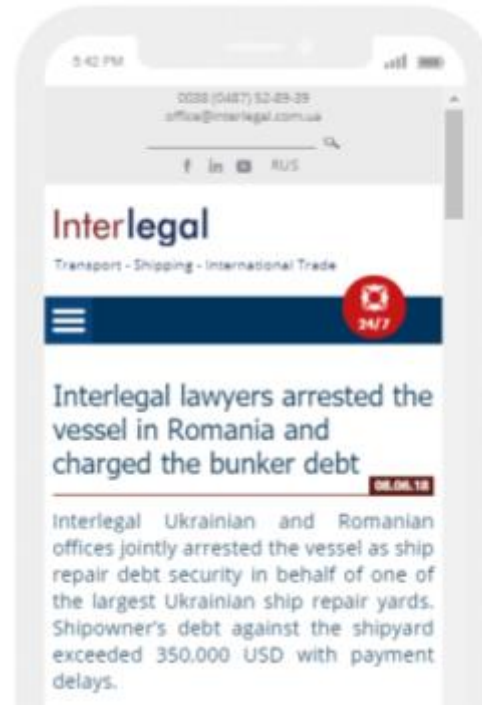 5:42 PM
0038 (0487) 52-89-39
office@interlegal.com.ua
f in RUS
Interlegal
Transport - Shipping - International Trade
24/7
Interlegal lawyers arrested the
vessel in Romania and
charged the bunker debt
08.06.18
Interlegal Ukrainian and Romanian
offices jointly arrested the vessel as ship
repair debt security in behalf of one of
the largest Ukrainian ship repair yards.
Shipowner's debt against the shipyard
exceeded 350.000 USD with payment
delays.